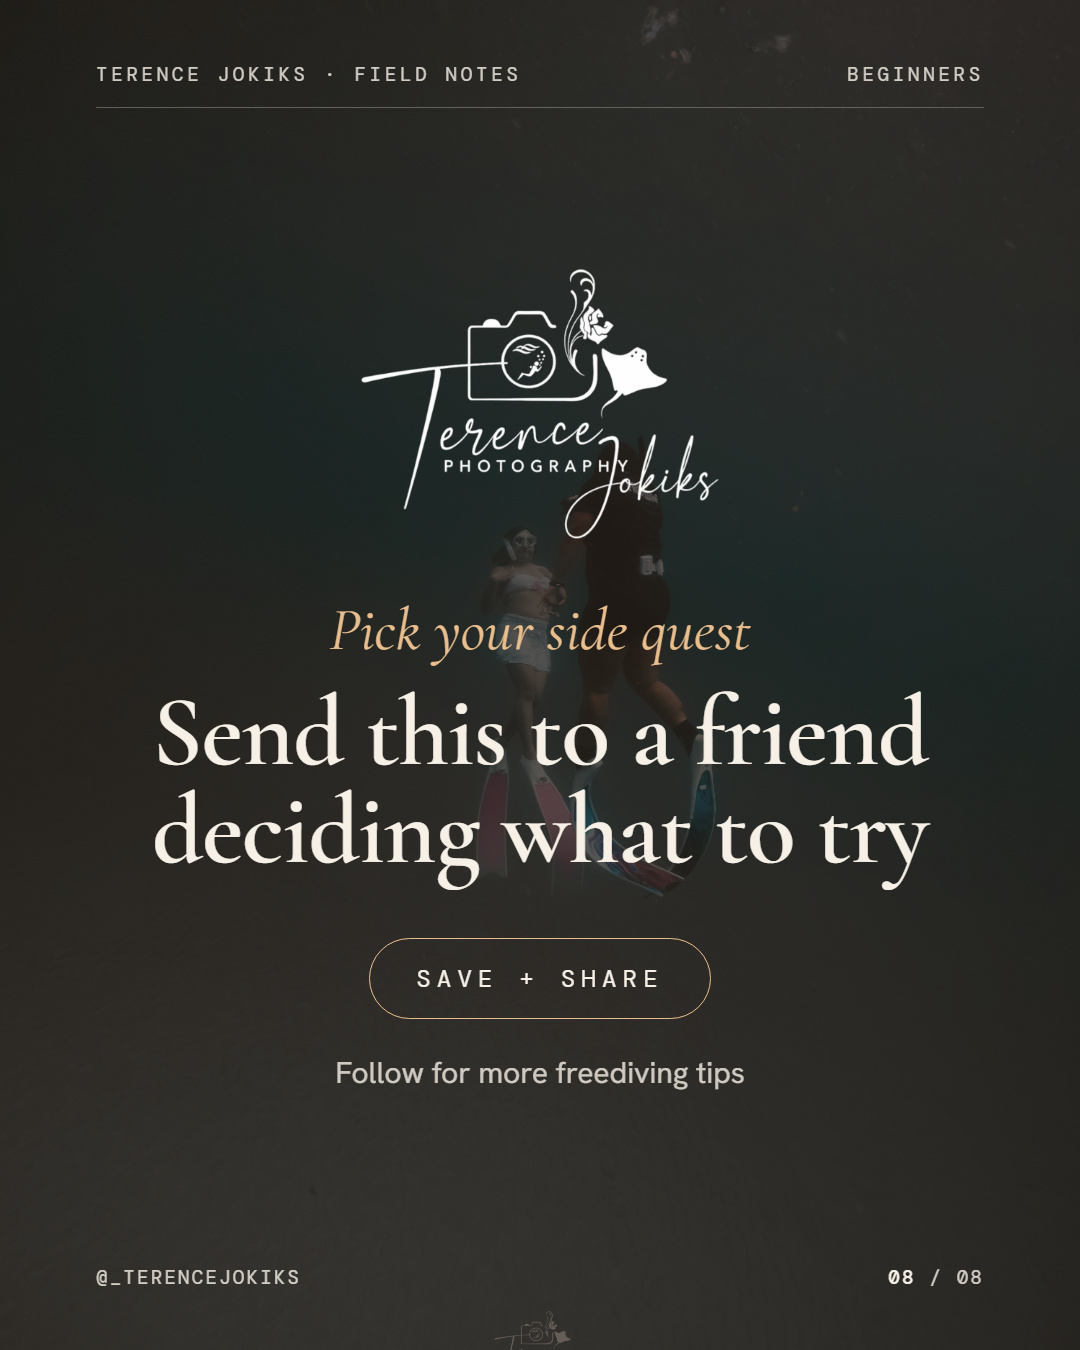 TERENCE JOKIKS · FIELD NOTES
BEGINNERS
Terence
PHOTOGRAPHY
Jokiks
Pick your side quest
Send this to a friend
deciding what to try
SAVE + SHARE
Follow for more freediving tips
@_TERENCEJOKIKS
08 / 08